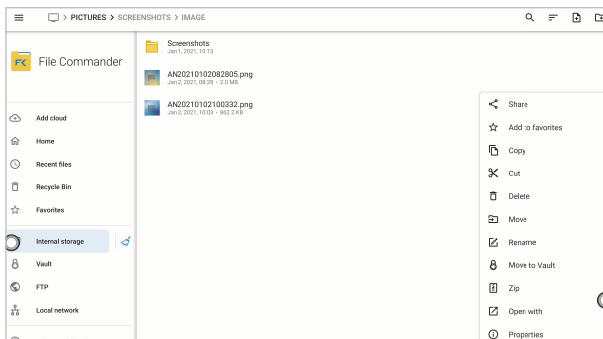 PICTURES > SCREENSHOTS > IMAGE
FK File Commander
Add cloud
Home
Recent files
Recycle Bin
Favorites
Internal storage
Vault
FTP
Local network
Screenshots
Jan 1, 2021, 10:13
AN20210102082805.png
Jan 2, 2021, 08:28 • 2.0 MB
AN20210102100332.png
Jan 2, 2021, 10:03 • 862.2 KB
Share
Add to favorites
Copy
Cut
Delete
Move
Rename
Move to Vault
Zip
Open with
Properties